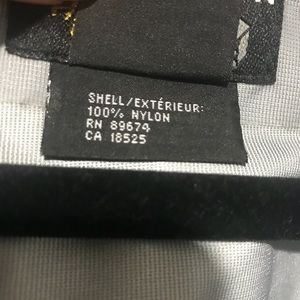 SHELL/EXTÉRIEUR:
100% NYLON
RN 89674
CA 18525